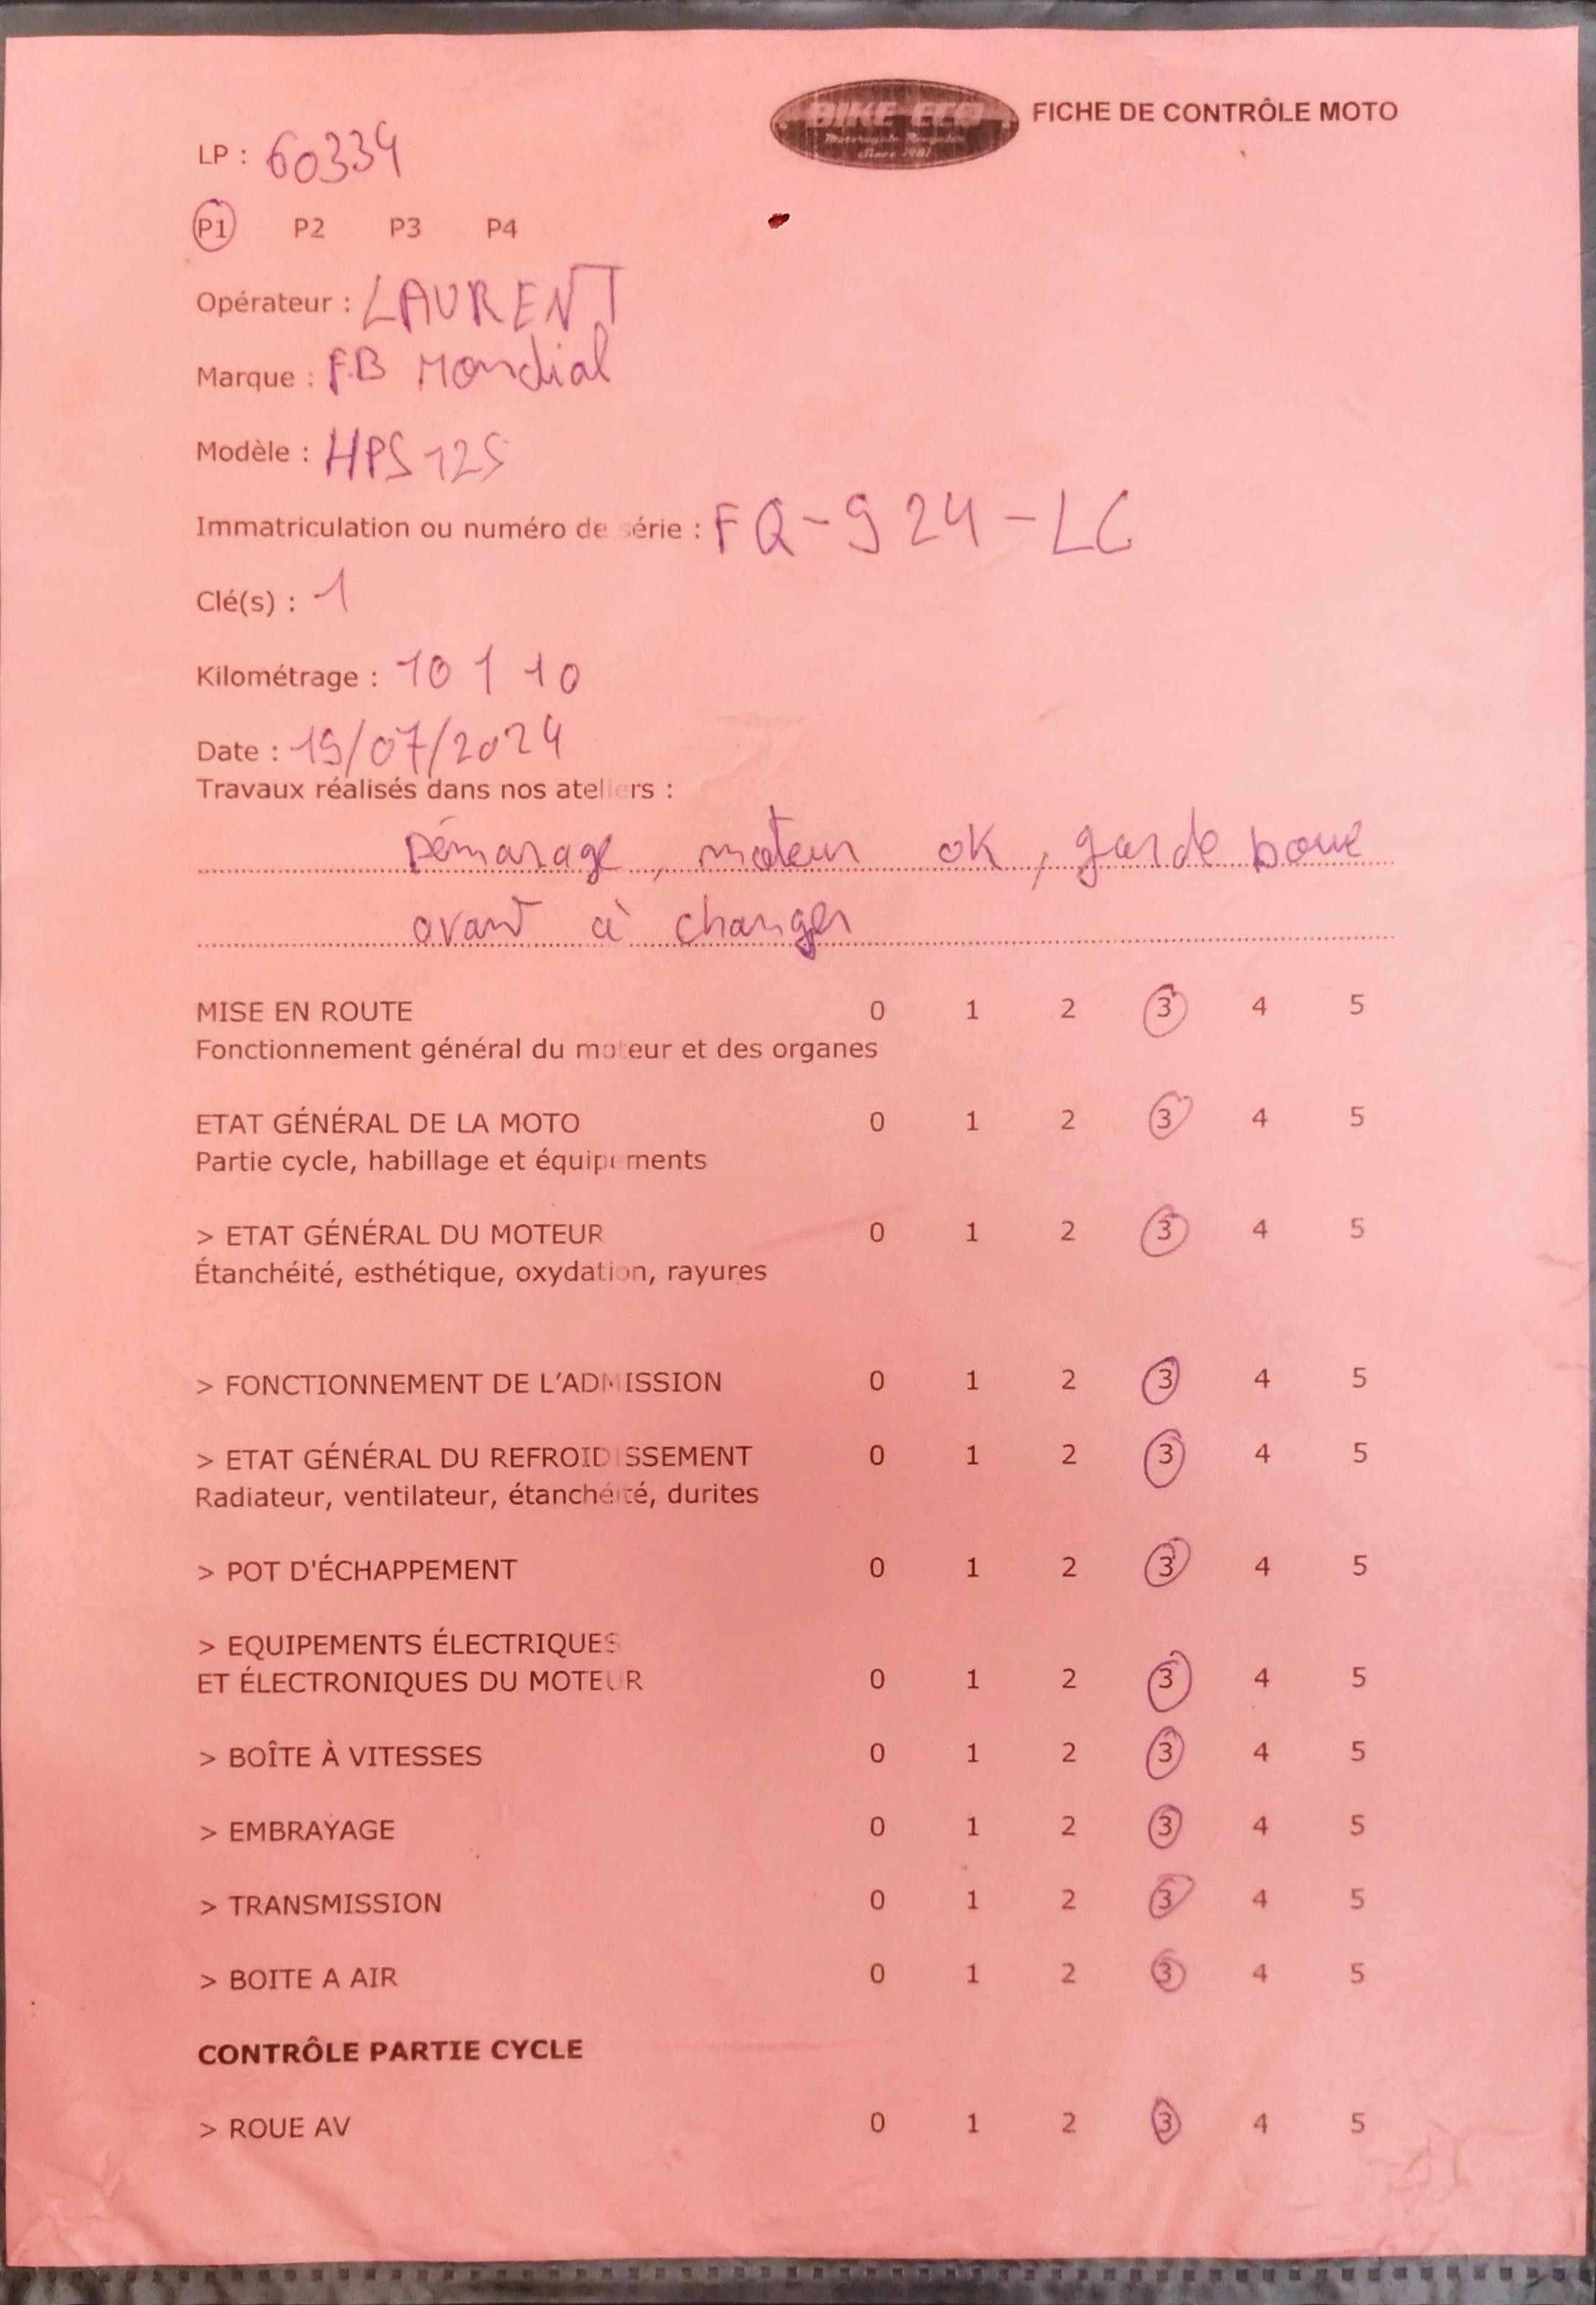 BIKE ECO
Motorcycle Recycler
Since 1981
FICHE DE CONTRÔLE MOTO
LP : 60334
P1 P2 P3 P4
Opérateur : LAURENT
Marque : F.B Mondial
Modèle : HPS 125
Immatriculation ou numéro de série : FQ-924-LC
Clé(s) : 1
Kilométrage : 10110
Date : 19/07/2024
Travaux réalisés dans nos ateliers :
Démarage, moteur ok, garde boue
avant à changer
MISE EN ROUTE 0 1 2 3 4 5
Fonctionnement général du moteur et des organes
ETAT GÉNÉRAL DE LA MOTO 0 1 2 3 4 5
Partie cycle, habillage et équipements
> ETAT GÉNÉRAL DU MOTEUR 0 1 2 3 4 5
Étanchéité, esthétique, oxydation, rayures
> FONCTIONNEMENT DE L'ADMISSION 0 1 2 3 4 5
> ETAT GÉNÉRAL DU REFROIDISSEMENT 0 1 2 3 4 5
Radiateur, ventilateur, étanchéité, durites
> POT D'ÉCHAPPEMENT 0 1 2 3 4 5
> EQUIPEMENTS ÉLECTRIQUES
ET ÉLECTRONIQUES DU MOTEUR 0 1 2 3 4 5
> BOÎTE À VITESSES 0 1 2 3 4 5
> EMBRAYAGE 0 1 2 3 4 5
> TRANSMISSION 0 1 2 3 4 5
> BOITE A AIR 0 1 2 3 4 5
CONTRÔLE PARTIE CYCLE
> ROUE AV 0 1 2 3 4 5